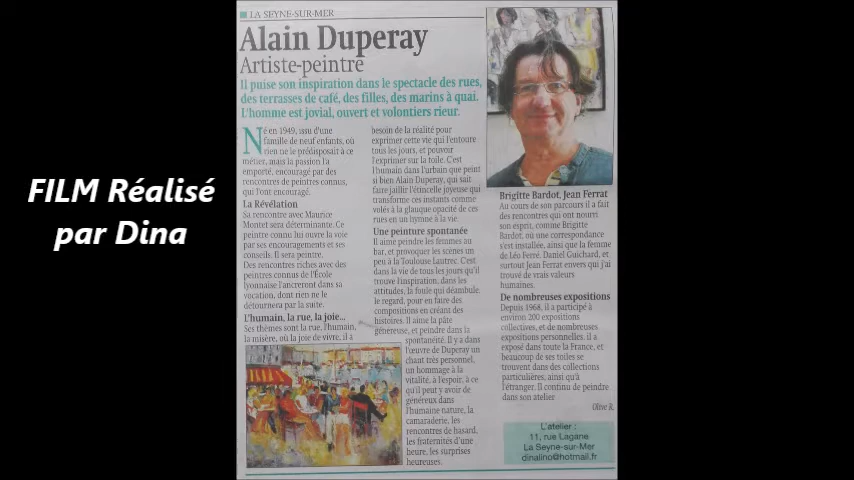 FILM Réalisé
par Dina
LA SEYNE-SUR-MER
Alain Duperay
Artiste-peintre
Il puise son inspiration dans le spectacle des rues,
des terrasses de café, des filles, des marins à quai.
L'homme est jovial, ouvert et volontiers rieur.
Né en 1949, issu d'une
famille de neuf enfants, où
rien ne le prédisposait à ce
métier, mais la passion l'a
emporté, encouragé par des
rencontres de peintres connus,
qui l'ont encouragé.
La Révélation
Sa rencontre avec Maurice
Montet sera déterminante. Ce
peintre connu lui ouvre la voie
par ses encouragements et ses
conseils. Il sera peintre.
Des rencontres riches avec des
peintres connus de l'École
lyonnaise l'ancreront dans sa
vocation, dont rien ne le
détournera par la suite.
L'humain, la rue, la joie...
Ses thèmes sont la rue, l'humain,
la misère, où la joie de vivre, il a
besoin de la réalité pour
exprimer cette vie qui l'entoure
tous les jours, et pouvoir
l'exprimer sur la toile. C'est
l'humain dans l'urbain que peint
si bien Alain Duperay, qui sait
faire jaillir l'étincelle joyeuse qui
transforme ces instants comme
volés à la glauque opacité de ces
rues en un hymne à la vie.
Une peinture spontanée
Il aime peindre les femmes au
bar, et provoquer les scènes un
peu à la Toulouse Lautrec. C'est
dans la vie de tous les jours qu'il
trouve l'inspiration, dans les
attitudes, la foule qui déambule,
le regard, pour en faire des
compositions en créant des
histoires. Il aime la pâte
généreuse, et peindre dans la
spontanéité. Il y a dans
l'œuvre de Duperay un
chant très personnel,
un hommage à la
vitalité, à l'espoir, à ce
qu'il peut y avoir de
généreux dans
l'humaine nature, la
camaraderie, les
rencontres de hasard,
les fraternités d'une
heure, les surprises
heureuses.
Brigitte Bardot, Jean Ferrat
Au cours de son parcours il a fait
des rencontres qui ont nourri
son esprit, comme Brigitte
Bardot, où une correspondance
s'est installée, ainsi que la femme
de Léo Ferré, Daniel Guichard, et
surtout Jean Ferrat envers qui j'ai
trouvé de vrais valeurs
humaines.
De nombreuses expositions
Depuis 1968, il a participé à
environ 200 expositions
collectives, et de nombreuses
expositions personnelles. il a
exposé dans toute la France, et
beaucoup de ses toiles se
trouvent dans des collections
particulières, ainsi qu'à
l'étranger. Il continu de peindre
dans son atelier
Olive R.
L'atelier :
11, rue Lagane
La Seyne-sur-Mer
dinalino@hotmail.fr